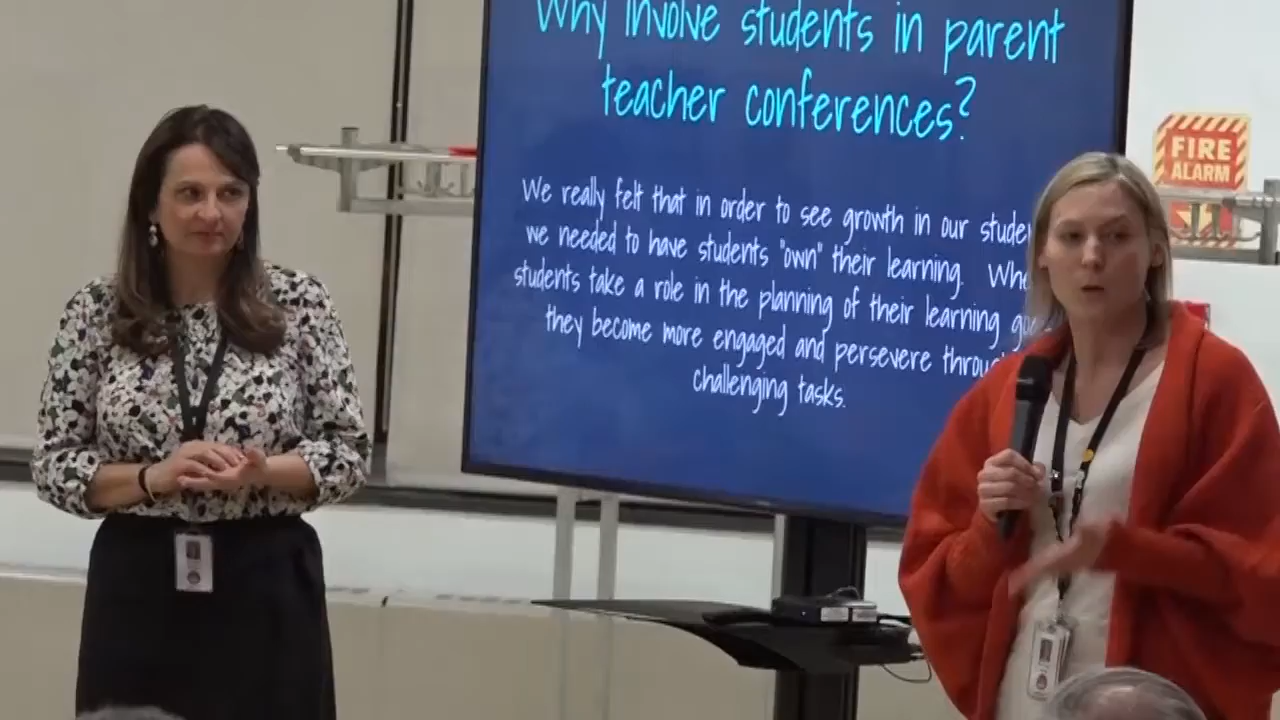 Why involve students in parent
teacher conferences?
We really felt that in order to see growth in our
we needed to have students "own" their learning.
students take a role in the planning of their learning
they become more engaged and persevere
challenging tasks.
FIRE
ALARM